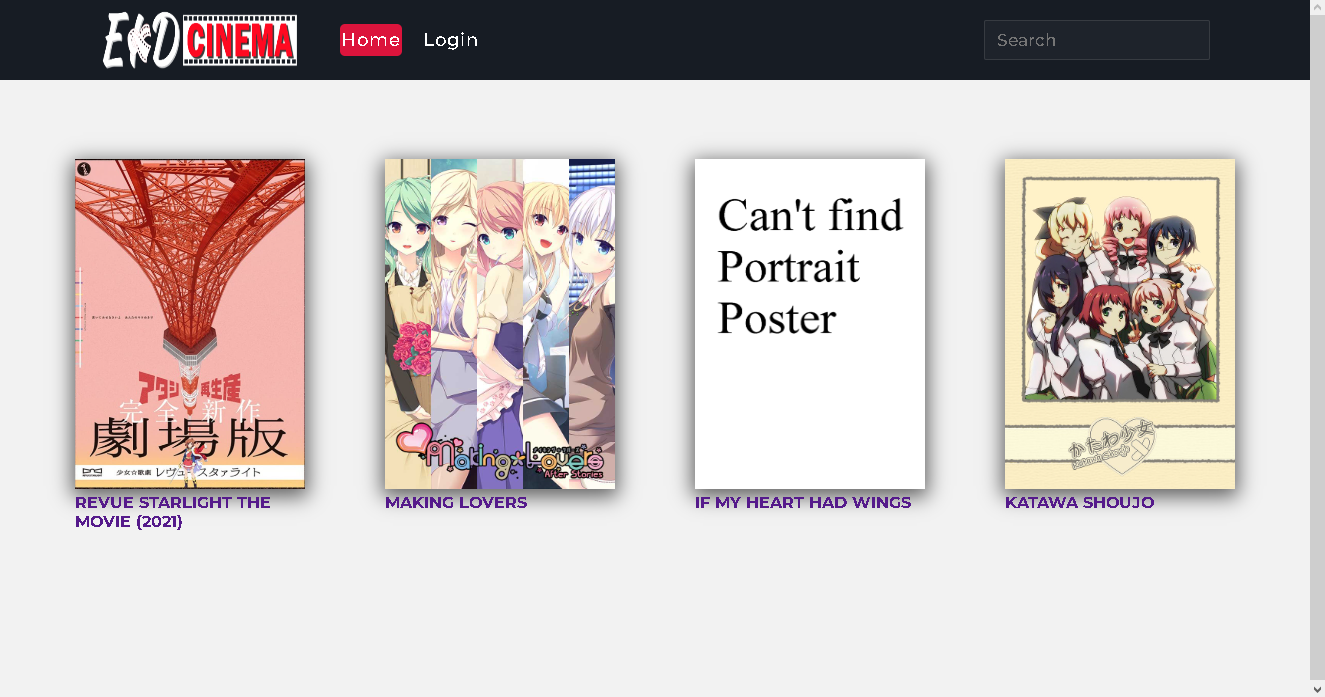 EKD CINEMA
Home
Login
Search
アタシ再生産
完全新作
劇場版
少女☆歌劇 レヴュースタァライト
REVUE STARLIGHT THE
MOVIE (2021)
Making★Lovers
After Stories
MAKING LOVERS
Can't find
Portrait
Poster
IF MY HEART HAD WINGS
かたわ少女
KATAWA SHOUJO